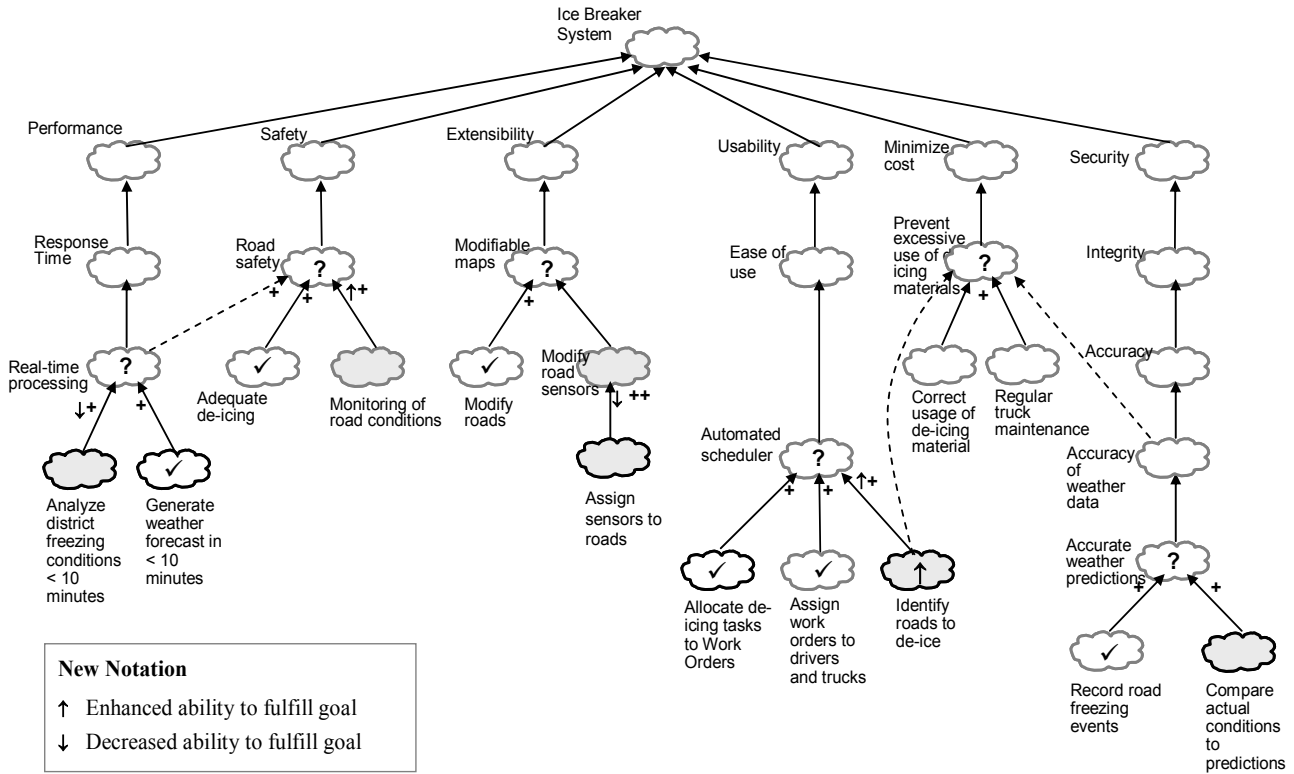 Ice Breaker
System
Performance
Safety
Extensibility
Usability
Minimize
cost
Security
Response
Time
Road
safety
?
Modifiable
maps
?
Ease of
use
Prevent
excessive
use of d
icing
materials
?
Integrity
+
+
↑+
+
+
Real-time
processing
?
✓
Adequate
de-icing
Monitoring of
road conditions
✓
Modify
roads
Modify
road
sensors
Correct
usage of
de-icing
material
Regular
truck
maintenance
Accuracy
↓+
+
↓ ++
✓
Analyze
district
freezing
conditions
< 10
minutes
Generate
weather
forecast in
< 10
minutes
Assign
sensors to
roads
Automated
scheduler
?
+
+
↑+
Accuracy
of
weather
data
✓
✓
↑
Allocate de-
icing tasks
to Work
Orders
Assign
work
orders to
drivers
and trucks
Identify
roads to
de-ice
Accurate
weather
predictions
?
+
+
✓
Record road
freezing
events
Compare
actual
conditions
to
predictions
New Notation
↑ Enhanced ability to fulfill goal
↓ Decreased ability to fulfill goal